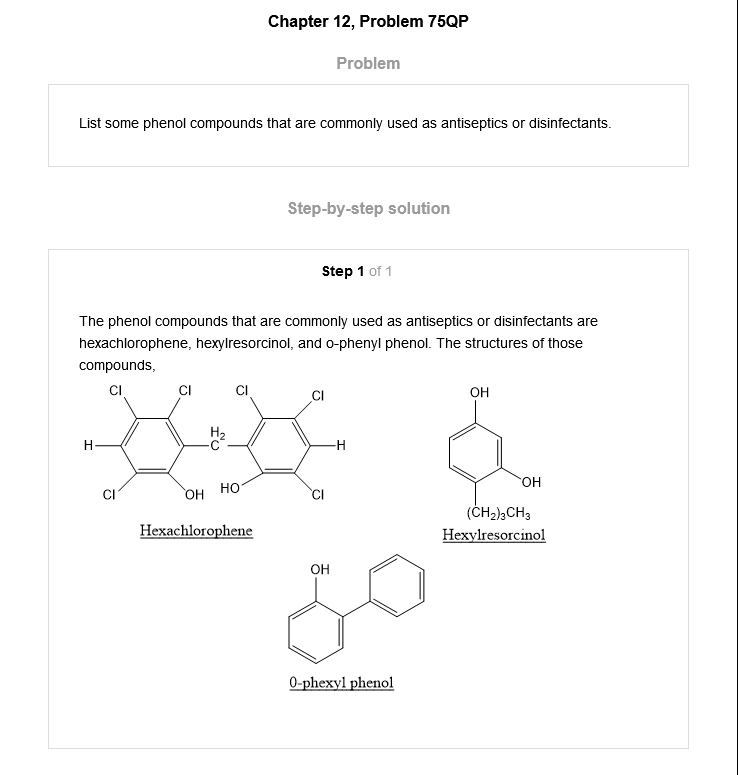 Chapter 12, Problem 75QP
Problem
List some phenol compounds that are commonly used as antiseptics or disinfectants.
Step-by-step solution
Step 1 of 1
The phenol compounds that are commonly used as antiseptics or disinfectants are
hexachlorophene, hexylresorcinol, and o-phenyl phenol. The structures of those
compounds,
Cl Cl Cl Cl
H H₂ C H
Cl OH HO Cl
Hexachlorophene
OH
OH
(CH₂)₃CH₃
Hexylresorcinol
OH
0-phexyl phenol